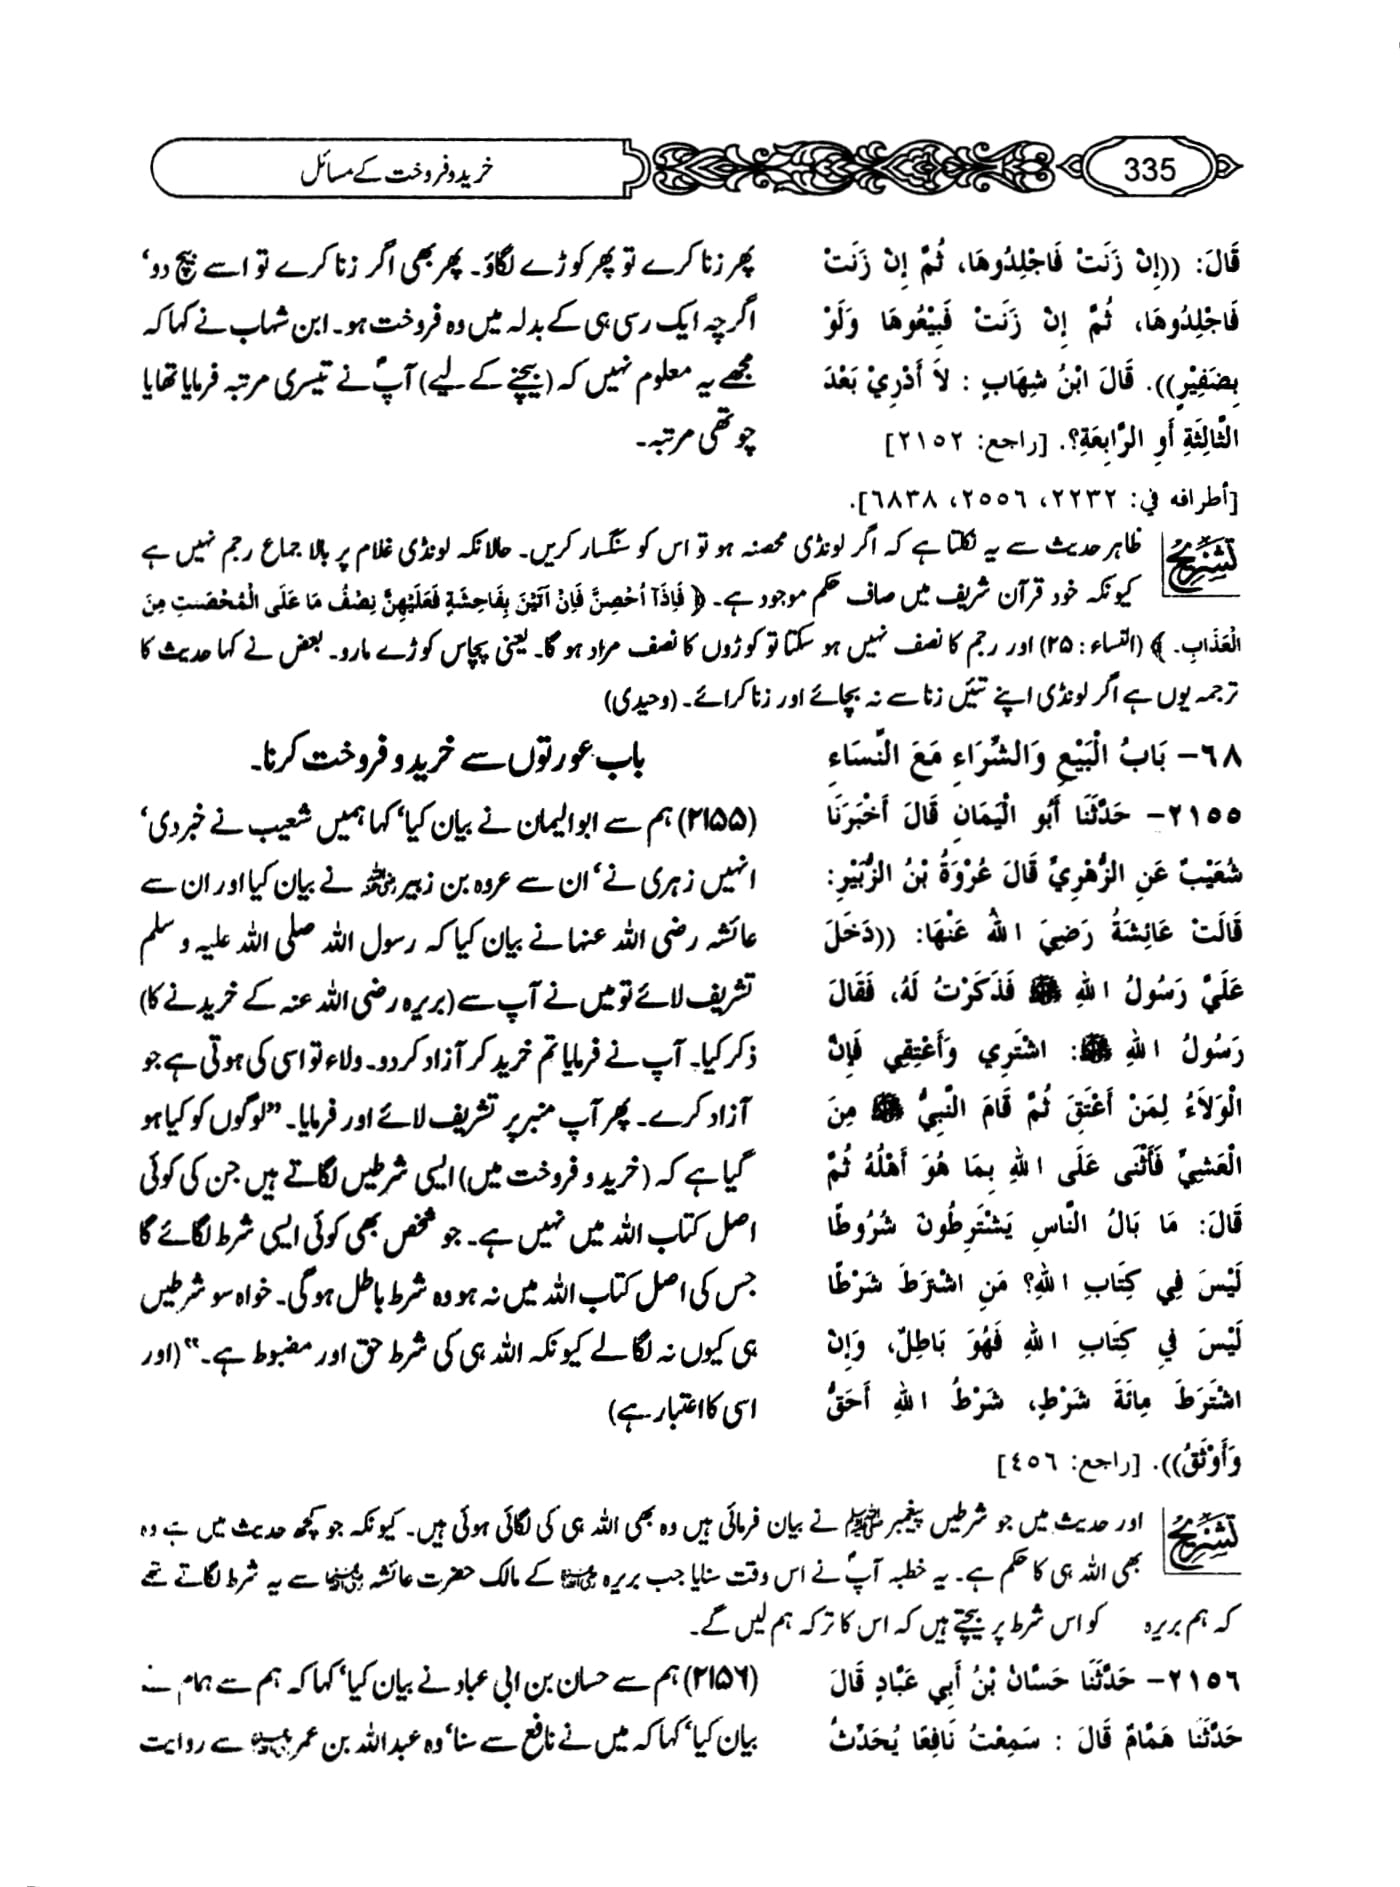 335
خرید و فروخت کے مسائل
قَالَ: ((إِنْ زَنَتْ فَاجْلِدُوهَا، ثُمَّ إِنْ زَنَتْ
فَاجْلِدُوهَا، ثُمَّ إِنْ زَنَتْ فَبِيْعُوهَا وَلَوْ
بِضَفِيْرٍ)). قَالَ ابْنُ شِهَابٍ : لاَ أَدْرِيْ بَعْدَ
الثَّالِثَةِ أَوِ الرَّابِعَةِ؟. [راجع: ٢١٥٢]
[أطرافه في: ٢٢٣٢، ٢٥٥٦، ٦٨٣٨].
پھر زنا کرے تو پھر کوڑے لگاؤ۔ پھر بھی اگر زنا کرے تو اسے بیچ دو‘
اگرچہ ایک رسی ہی کے بدلہ میں وہ فروخت ہو۔ ابن شہاب نے کہا کہ
مجھے یہ معلوم نہیں کہ (بیچنے کے لیے) آپؐ نے تیسری مرتبہ فرمایا تھا یا
چوتھی مرتبہ۔
تشریح ظاہر حدیث سے یہ نکلتا ہے کہ اگر لونڈی محصنہ ہو تو اس کو سنگسار کریں۔ حالانکہ لونڈی غلام پر بالا جماع رجم نہیں ہے
کیونکہ خود قرآن شریف میں صاف حکم موجود ہے۔ ﴿ فَاِذَآ اُحْصِنَّ فَاِنْ اَتَيْنَ بِفَاحِشَةٍ فَعَلَيْهِنَّ نِصْفُ مَا عَلَى الْمُحْصَنٰتِ مِنَ
الْعَذَابِ۔ ﴾ (النساء : ۲۵) اور رجم کا نصف نہیں ہو سکتا تو کوڑوں کا نصف مراد ہو گا۔ یعنی پچاس کوڑے مارو۔ بعض نے کہا حدیث کا
ترجمہ یوں ہے اگر لونڈی اپنے تئیں زنا سے نہ بچائے اور زنا کرائے۔ (وحیدی)
٦٨- بَابُ الْبَيْعِ وَالشِّرَاءِ مَعَ النِّسَاءِ
باب عورتوں سے خرید و فروخت کرنا۔
٢١٥٥- حَدَّثَنَا أَبُو الْيَمَانِ قَالَ أَخْبَرَنَا
شُعَيْبٌ عَنِ الزُّهْرِيِّ قَالَ عُرْوَةُ بْنُ الزُّبَيْرِ:
قَالَتْ عَائِشَةُ رَضِيَ اللهُ عَنْهَا: ((دَخَلَ
عَلَيَّ رَسُولُ اللهِ ﷺ فَذَكَرْتُ لَهُ، فَقَالَ
رَسُولُ اللهِ ﷺ: اشْتَرِي وَأَعْتِقِي فَإِنَّ
الْوَلاَءُ لِمَنْ أَعْتَقَ ثُمَّ قَامَ النَّبِيُّ ﷺ مِنَ
الْعَشِيِّ فَأَثْنَى عَلَى اللهِ بِمَا هُوَ أَهْلُهُ ثُمَّ
قَالَ: مَا بَالُ النَّاسِ يَشْتَرِطُونَ شُرُوطًا
لَيْسَ فِي كِتَابِ اللهِ؟ مَنِ اشْتَرَطَ شَرْطًا
لَيْسَ فِي كِتَابِ اللهِ فَهُوَ بَاطِلٌ، وَإِنْ
اشْتَرَطَ مِائَةَ شَرْطٍ، شَرْطُ اللهِ أَحَقُّ
وَأَوْثَقُ)). [راجع: ٤٥٦]
(۲۱۵۵) ہم سے ابوالیمان نے بیان کیا‘ کہا ہمیں شعیب نے خبر دی‘
انہیں زہری نے‘ ان سے عروہ بن زبیر رضی اللہ عنہ نے بیان کیا اور ان سے
عائشہ رضی اللہ عنہا نے بیان کیا کہ رسول اللہ صلی اللہ علیہ و سلم
تشریف لائے تو میں نے آپ سے (بریرہ رضی اللہ عنہ کے خریدنے کا)
ذکر کیا۔ آپ نے فرمایا تم خرید کر آزاد کر دو۔ ولاء تو اسی کی ہوتی ہے جو
آزاد کرے۔ پھر آپ منبر پر تشریف لائے اور فرمایا۔ ”لوگوں کو کیا ہو
گیا ہے کہ (خرید و فروخت میں) ایسی شرطیں لگاتے ہیں جن کی کوئی
اصل کتاب اللہ میں نہیں ہے۔ جو شخص بھی کوئی ایسی شرط لگائے گا
جس کی اصل کتاب اللہ میں نہ ہو وہ شرط باطل ہو گی۔ خواہ سو شرطیں
ہی کیوں نہ لگا لے کیونکہ اللہ ہی کی شرط حق اور مضبوط ہے۔“ (اور
اسی کا اعتبار ہے)
تشریح اور حدیث میں جو شرطیں پیغمبر ﷺ نے بیان فرمائی ہیں وہ بھی اللہ ہی کی لگائی ہوئی ہیں۔ کیونکہ جو کچھ حدیث میں ہے وہ
بھی اللہ ہی کا حکم ہے۔ یہ خطبہ آپؐ نے اس وقت سنایا جب بریرہ رضی اللہ عنہا کے مالک حضرت عائشہ رضی اللہ عنہا سے یہ شرط لگاتے تھے
کہ ہم بریرہ کو اس شرط پر بیچتے ہیں کہ اس کا ترکہ ہم لیں گے۔
٢١٥٦- حَدَّثَنَا حَسَّانُ بْنُ أَبِي عَبَّادٍ قَالَ
حَدَّثَنَا هَمَّامٌ قَالَ : سَمِعْتُ نَافِعًا يُحَدِّثُ
(۲۱۵۶) ہم سے حسان بن ابی عباد نے بیان کیا‘ کہا کہ ہم سے ہمام نے
بیان کیا‘ کہا کہ میں نے نافع سے سنا‘ وہ عبداللہ بن عمر رضی اللہ عنہما سے روایت